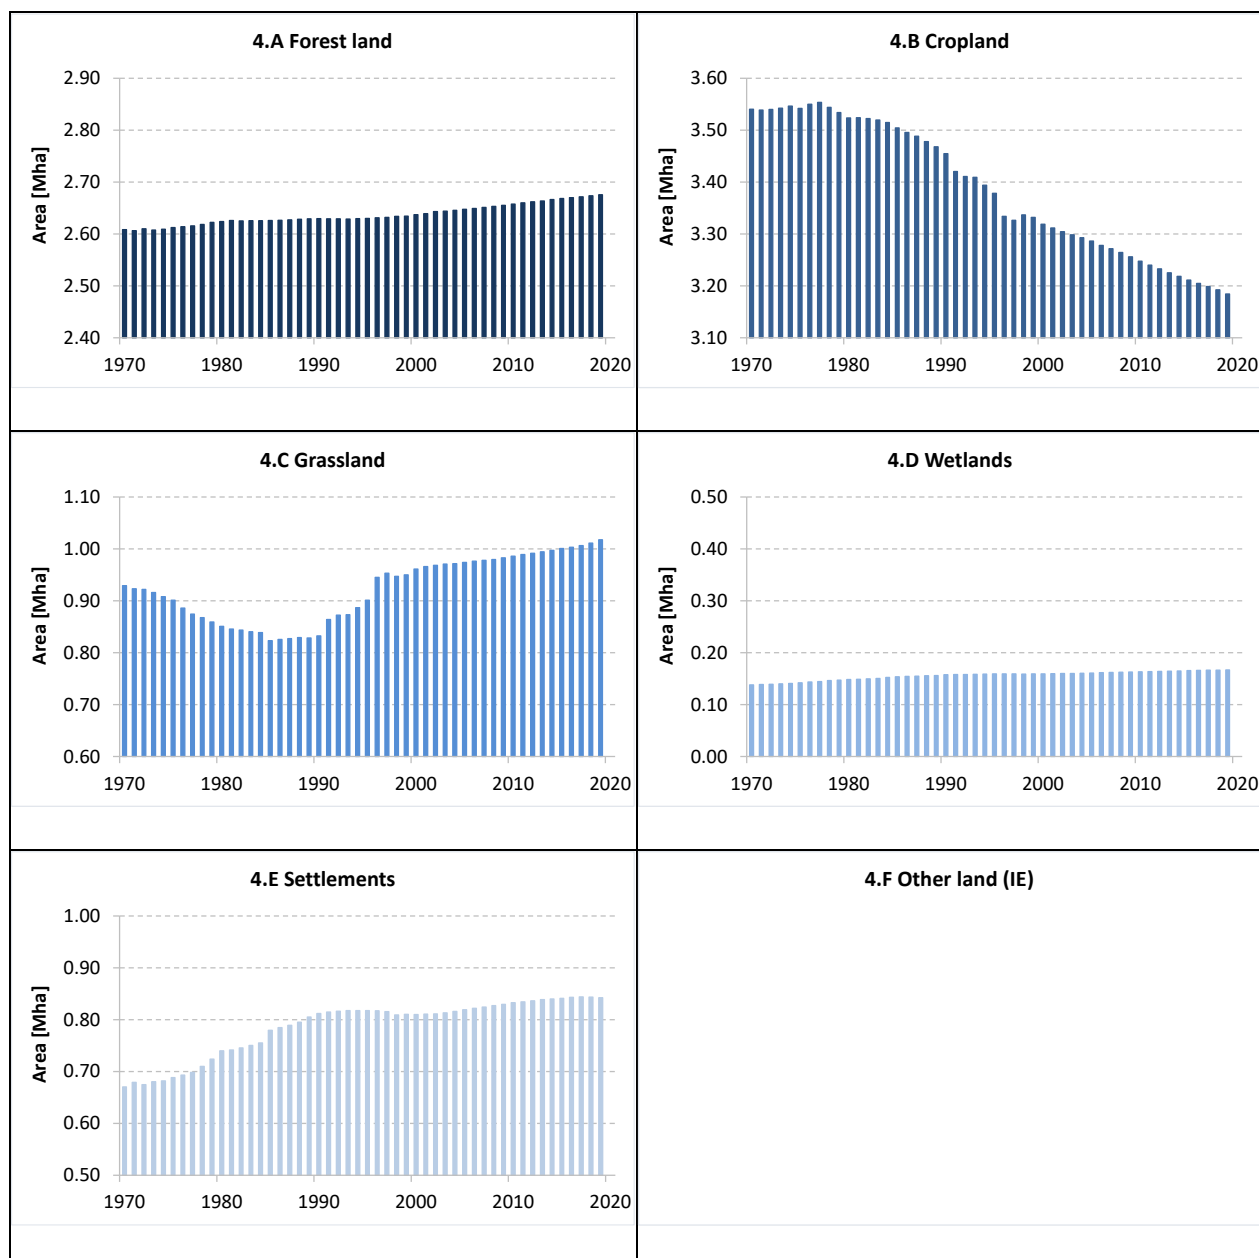 4.A Forest land
Area [Mha]
2.90
2.80
2.70
2.60
2.50
2.40
1970 1980 1990 2000 2010 2020
4.B Cropland
Area [Mha]
3.60
3.50
3.40
3.30
3.20
3.10
1970 1980 1990 2000 2010 2020
4.C Grassland
Area [Mha]
1.10
1.00
0.90
0.80
0.70
0.60
1970 1980 1990 2000 2010 2020
4.D Wetlands
Area [Mha]
0.50
0.40
0.30
0.20
0.10
0.00
1970 1980 1990 2000 2010 2020
4.E Settlements
Area [Mha]
1.00
0.90
0.80
0.70
0.60
0.50
1970 1980 1990 2000 2010 2020
4.F Other land (IE)